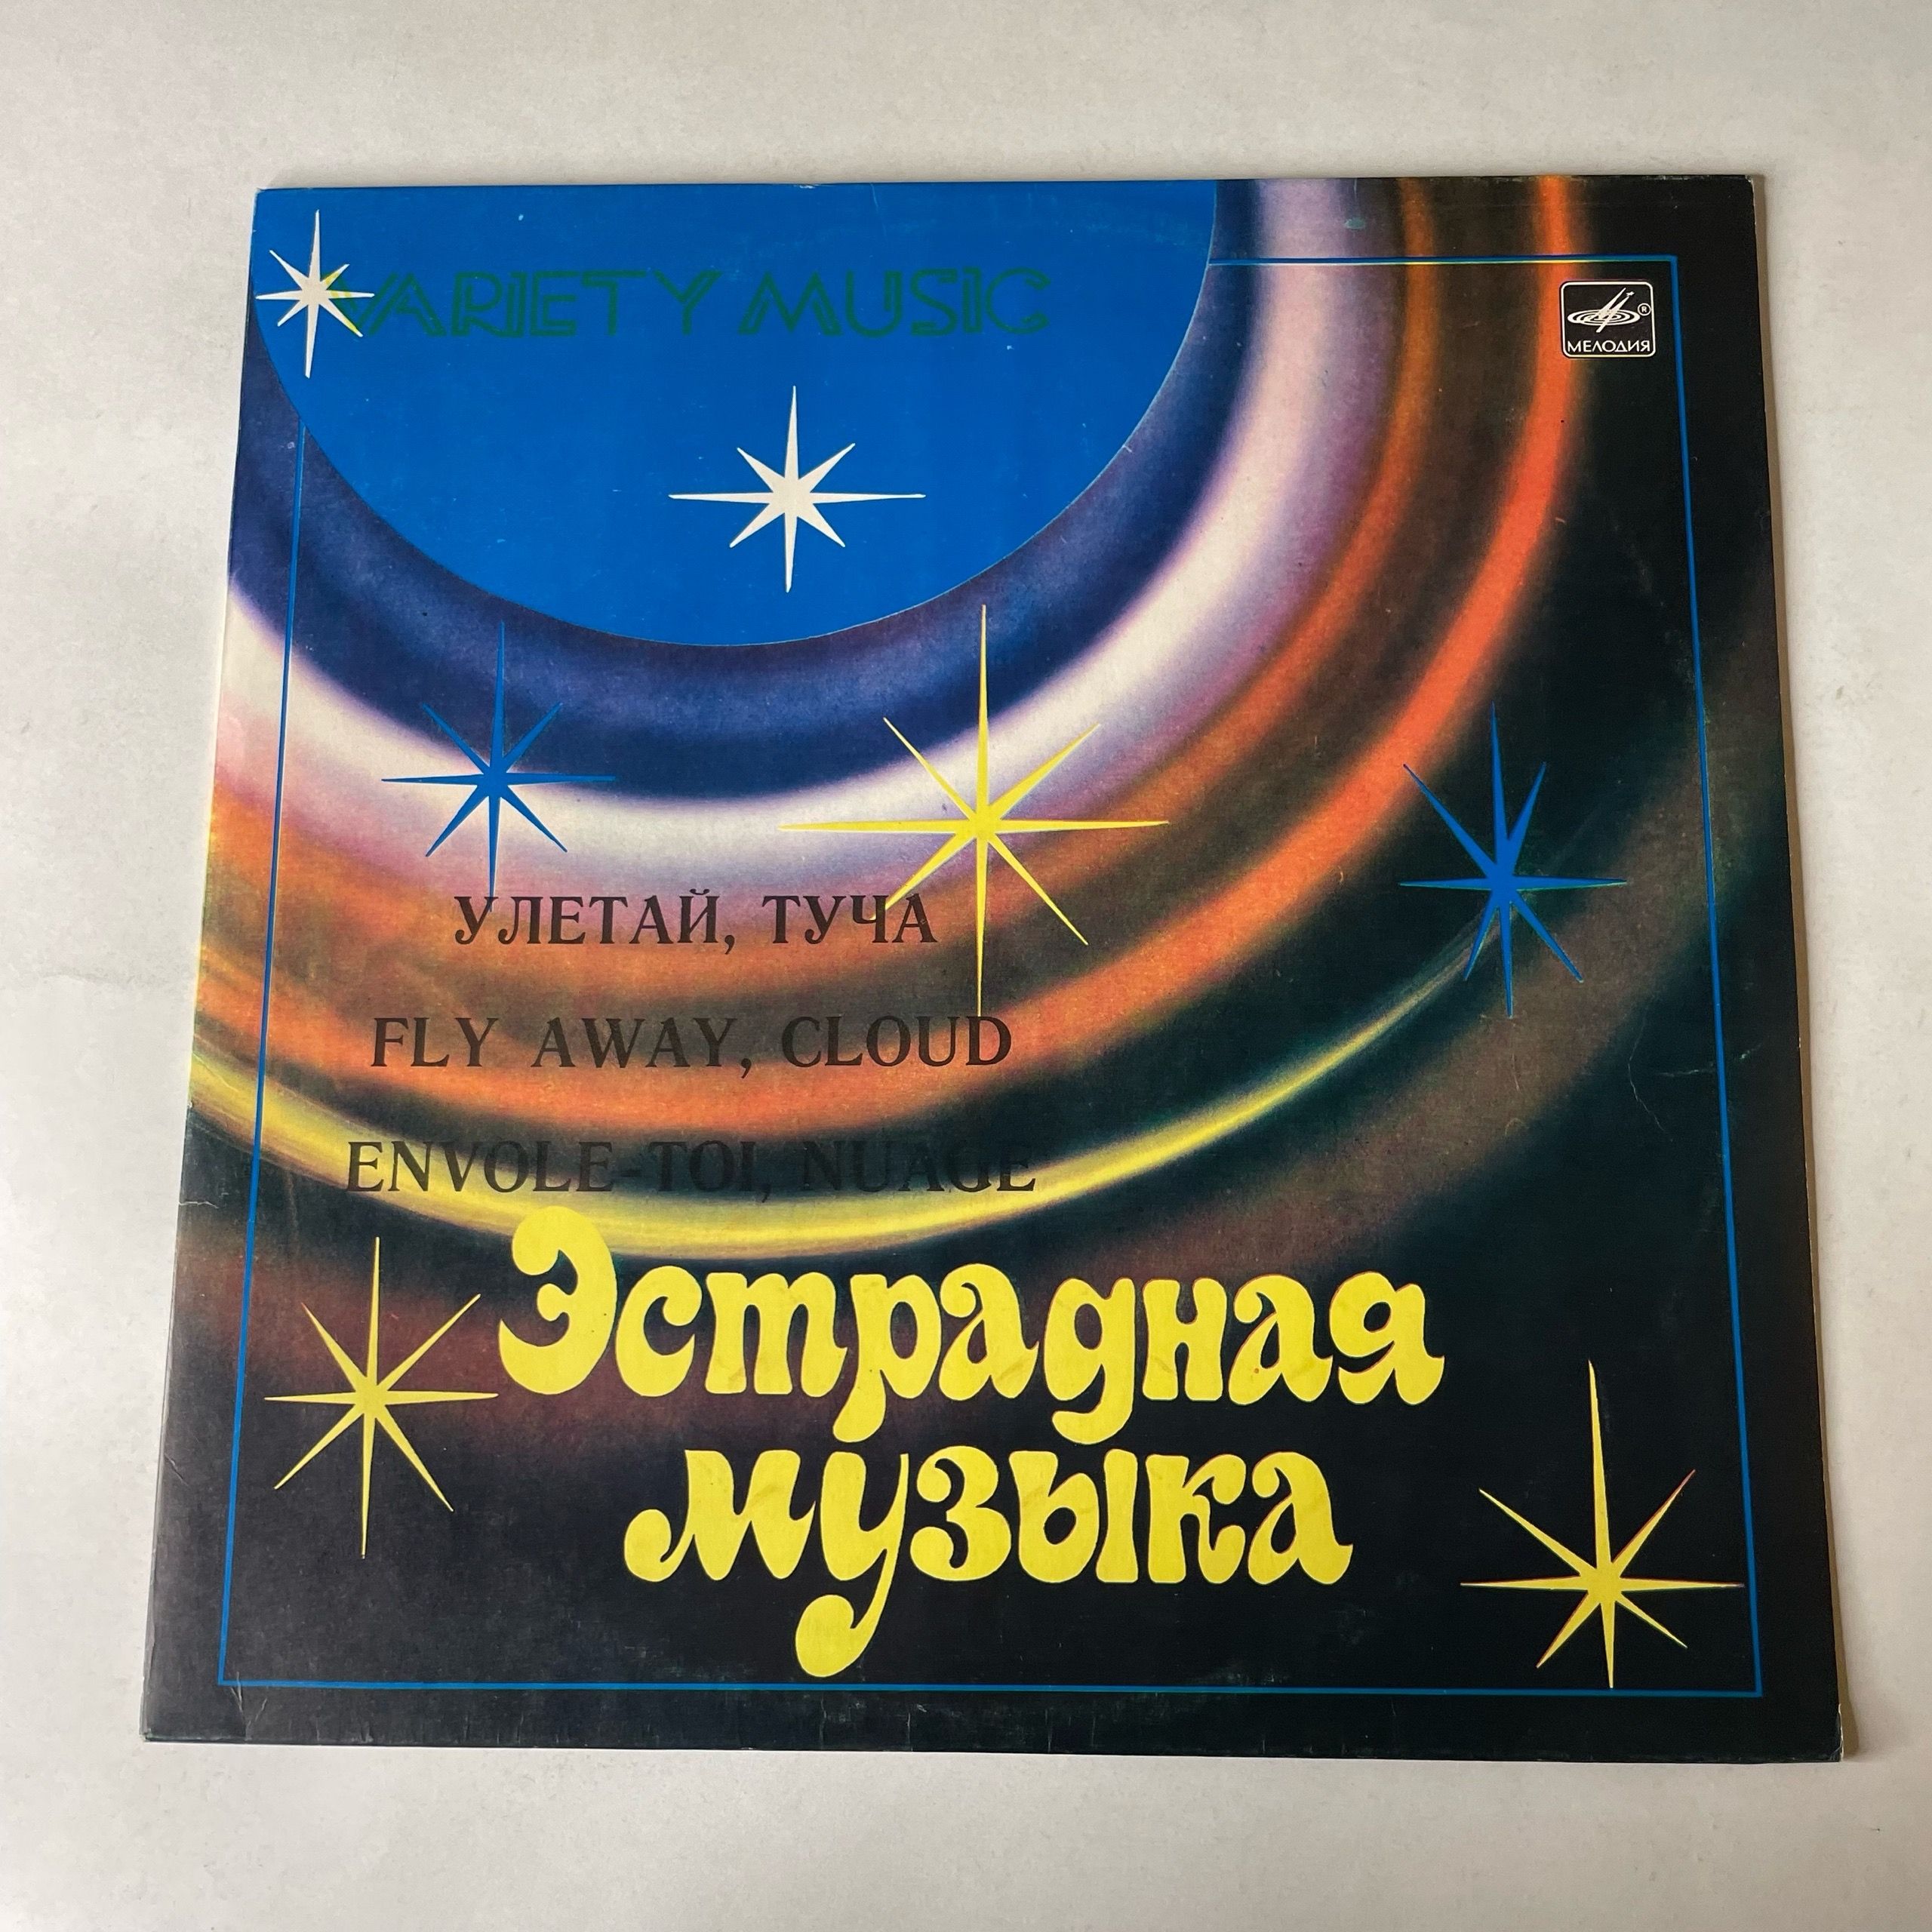 VARIETY MUSIC
®
МЕЛОДИЯ
УЛЕТАЙ, ТУЧА
FLY AWAY, CLOUD
ENVOLE-TOI, NUAGE
Эстрадная
музыка